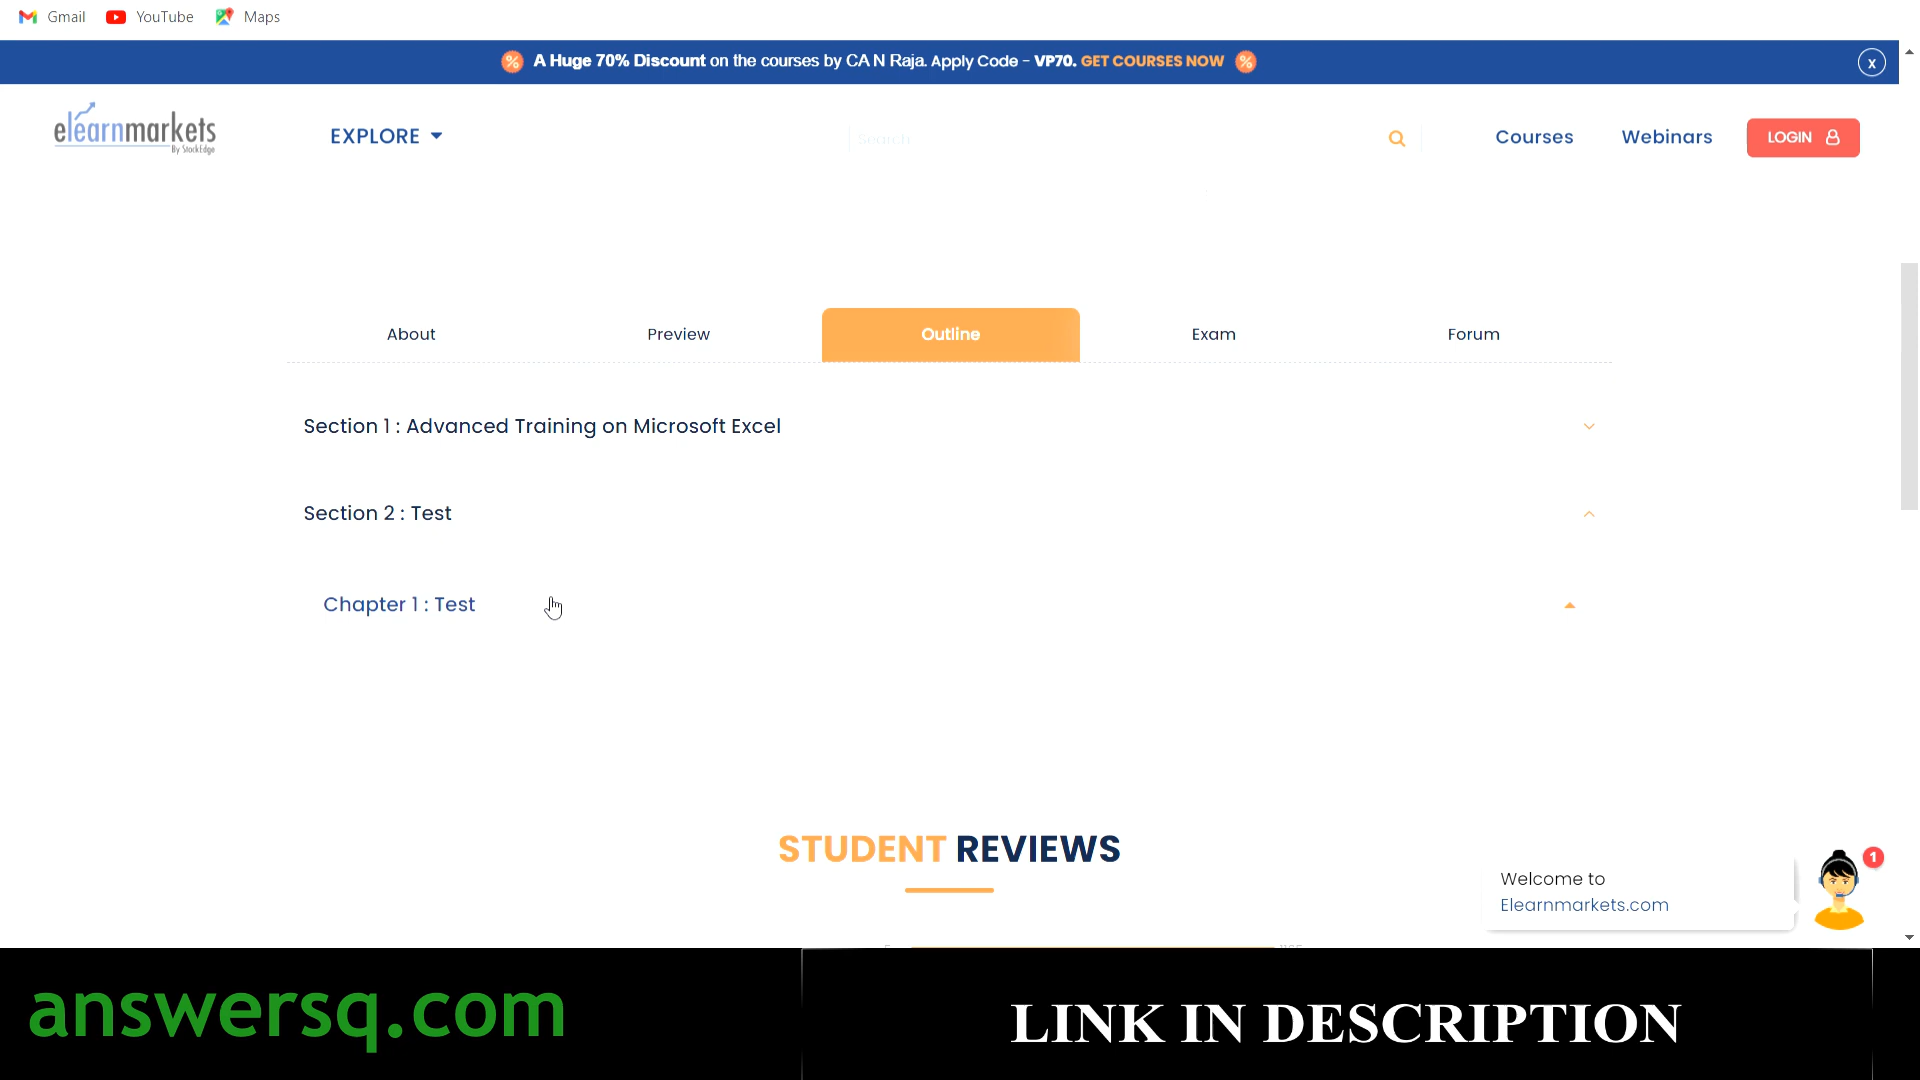 Gmail YouTube Maps
A Huge 70% Discount on the courses by CA N Raja. Apply Code - VP70. GET COURSES NOW
x
elearnmarkets
By StockEdge
EXPLORE
Search
Courses Webinars LOGIN
About Preview Outline Exam Forum
Section 1 : Advanced Training on Microsoft Excel
Section 2 : Test
Chapter 1 : Test
STUDENT REVIEWS
1
Welcome to
Elearnmarkets.com
answersq.com
LINK IN DESCRIPTION